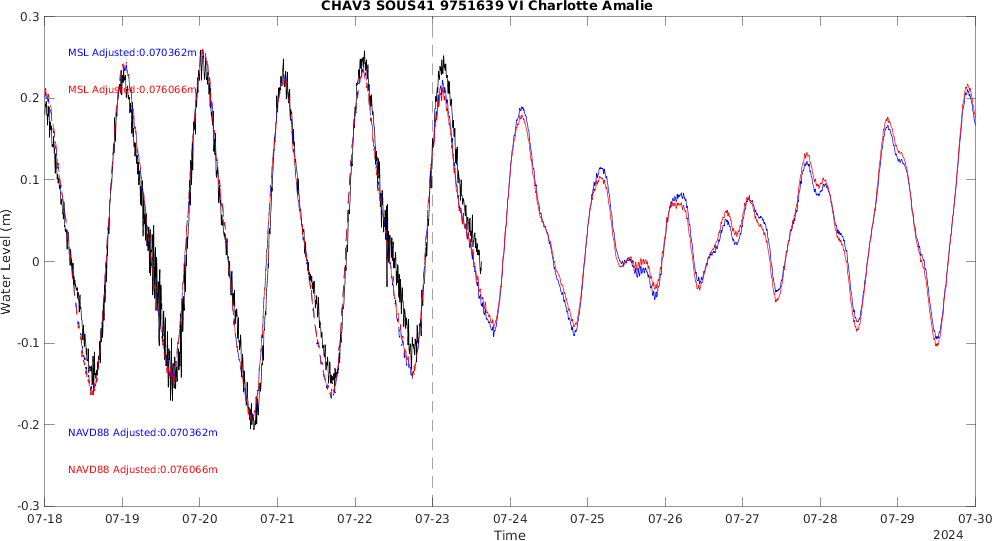 CHAV3 SOUS41 9751639 VI Charlotte Amalie
0.3
MSL Adjusted:0.070362m
MSL Adjusted:0.076066m
0.2
0.1
Water Level (m)
0
-0.1
-0.2
NAVD88 Adjusted:0.070362m
NAVD88 Adjusted:0.076066m
-0.3
07-18 07-19 07-20 07-21 07-22 07-23 07-24 07-25 07-26 07-27 07-28 07-29 07-30
Time
2024